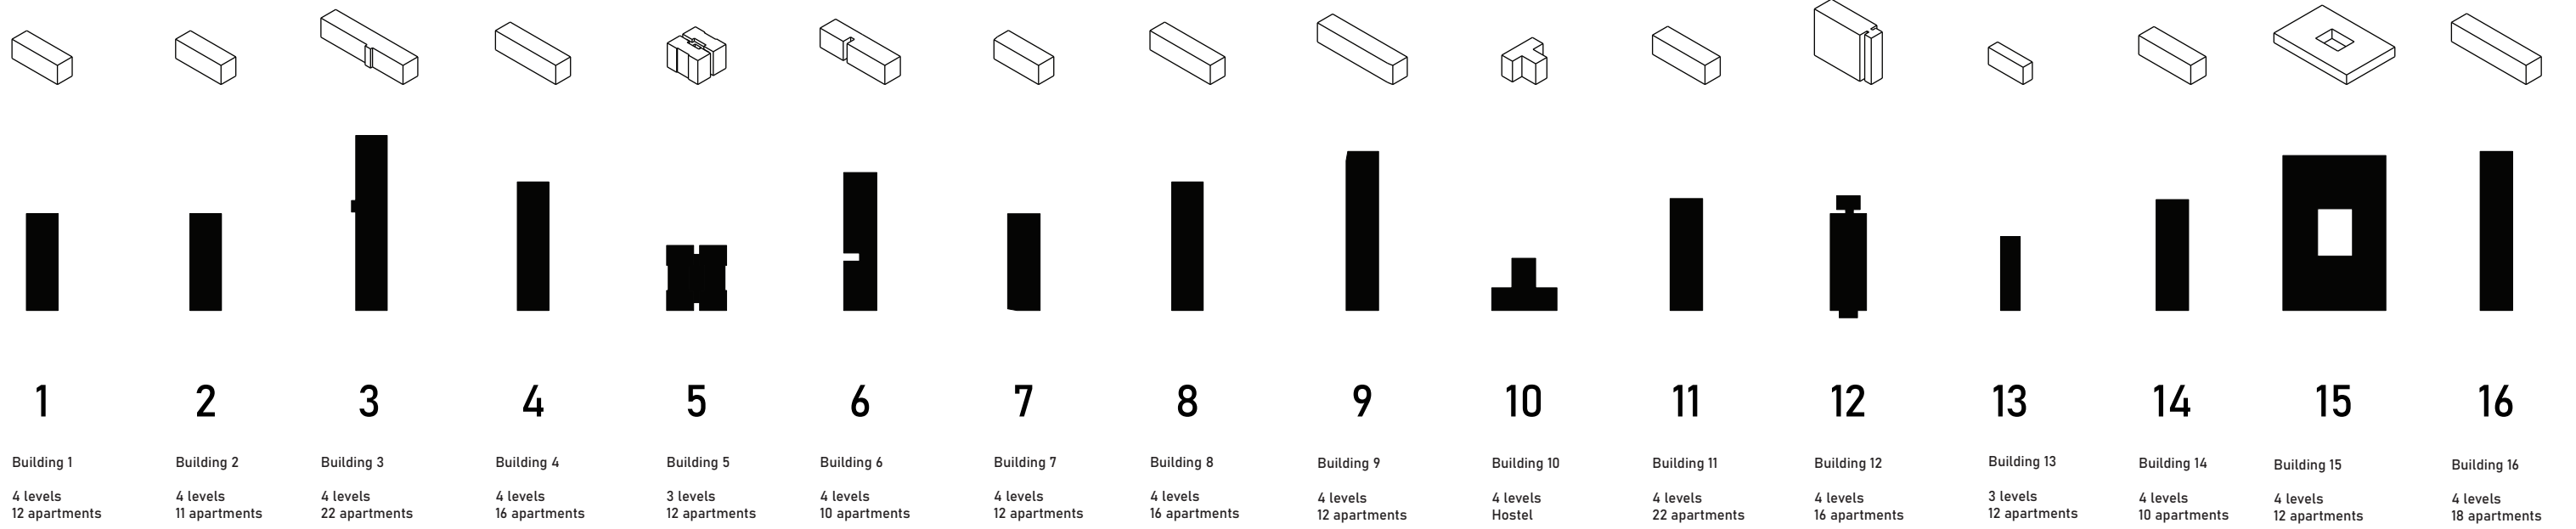 1 2 3 4 5 6 7 8 9 10 11 12 13 14 15 16
Building 1
4 levels
12 apartments
Building 2
4 levels
11 apartments
Building 3
4 levels
22 apartments
Building 4
4 levels
16 apartments
Building 5
3 levels
12 apartments
Building 6
4 levels
10 apartments
Building 7
4 levels
12 apartments
Building 8
4 levels
16 apartments
Building 9
4 levels
12 apartments
Building 10
4 levels
Hostel
Building 11
4 levels
22 apartments
Building 12
4 levels
16 apartments
Building 13
3 levels
12 apartments
Building 14
4 levels
10 apartments
Building 15
4 levels
12 apartments
Building 16
4 levels
18 apartments